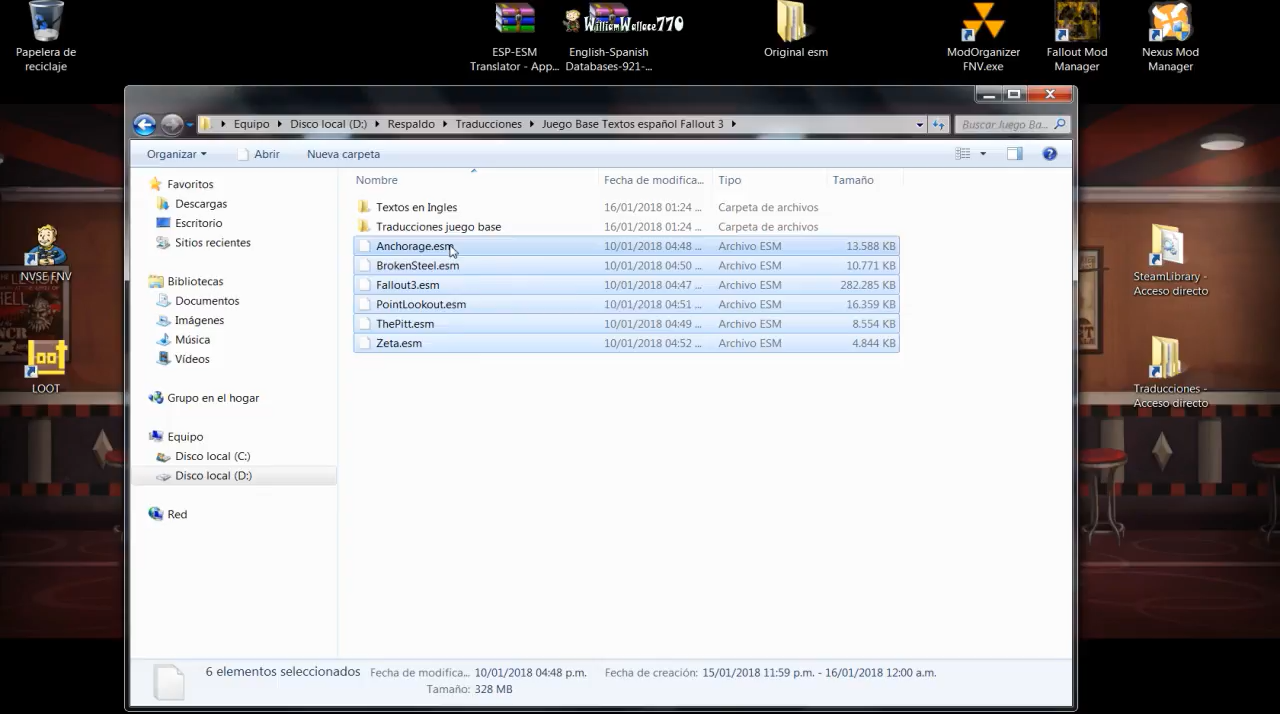 Papelera de
reciclaje
ESP-ESM
Translator - App...
WilliamWallace770
English-Spanish
Databases-921-...
Original esm
ModOrganizer
FNV.exe
Fallout Mod
Manager
Nexus Mod
Manager
Equipo Disco local (D:) Respaldo Traducciones Juego Base Textos español Fallout 3
Buscar Juego Ba...
Organizar Abrir Nueva carpeta
Nombre Fecha de modifica... Tipo Tamaño
Favoritos
Descargas
Escritorio
Sitios recientes
Bibliotecas
Documentos
Imágenes
Música
Vídeos
Grupo en el hogar
Equipo
Disco local (C:)
Disco local (D:)
Red
Textos en Ingles 16/01/2018 01:24 ... Carpeta de archivos
Traducciones juego base 16/01/2018 01:24 ... Carpeta de archivos
Anchorage.esm 10/01/2018 04:48 ... Archivo ESM 13.588 KB
BrokenSteel.esm 10/01/2018 04:50 ... Archivo ESM 10.771 KB
Fallout3.esm 10/01/2018 04:47 ... Archivo ESM 282.285 KB
PointLookout.esm 10/01/2018 04:51 ... Archivo ESM 16.359 KB
ThePitt.esm 10/01/2018 04:49 ... Archivo ESM 8.554 KB
Zeta.esm 10/01/2018 04:52 ... Archivo ESM 4.844 KB
NVSE FNV
LOOT
SteamLibrary -
Acceso directo
Traducciones -
Acceso directo
6 elementos seleccionados Fecha de modifica... 10/01/2018 04:48 p.m. Fecha de creación: 15/01/2018 11:59 p.m. - 16/01/2018 12:00 a.m.
Tamaño: 328 MB